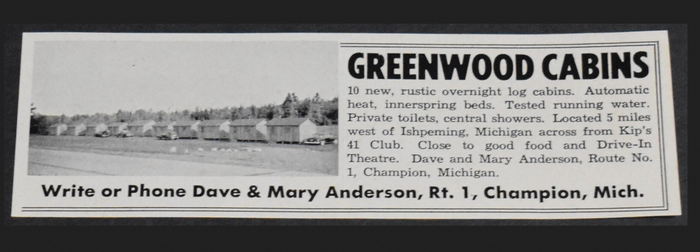 GREENWOOD CABINS
10 new, rustic overnight log cabins. Automatic
heat, innerspring beds. Tested running water.
Private toilets, central showers. Located 5 miles
west of Ishpeming, Michigan across from Kip's
41 Club. Close to good food and Drive-In
Theatre. Dave and Mary Anderson, Route No.
1, Champion, Michigan.
Write or Phone Dave & Mary Anderson, Rt. 1, Champion, Mich.